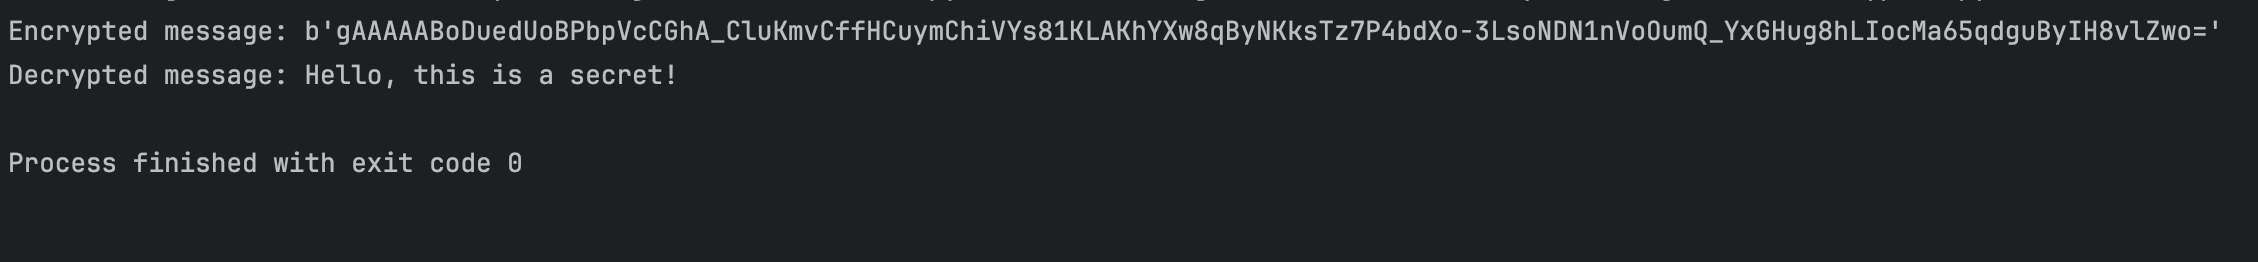 Encrypted message: b'gAAAAABoDuedUoBPbpVcCGhA_CluKmvCffHCuymChiVYs81KLAKhYXw8qByNKksTz7P4bdXo-3LsoNDN1nVoOumQ_YxGHug8hLIocMa65qdguByIH8vlZwo='
Decrypted message: Hello, this is a secret!
Process finished with exit code 0